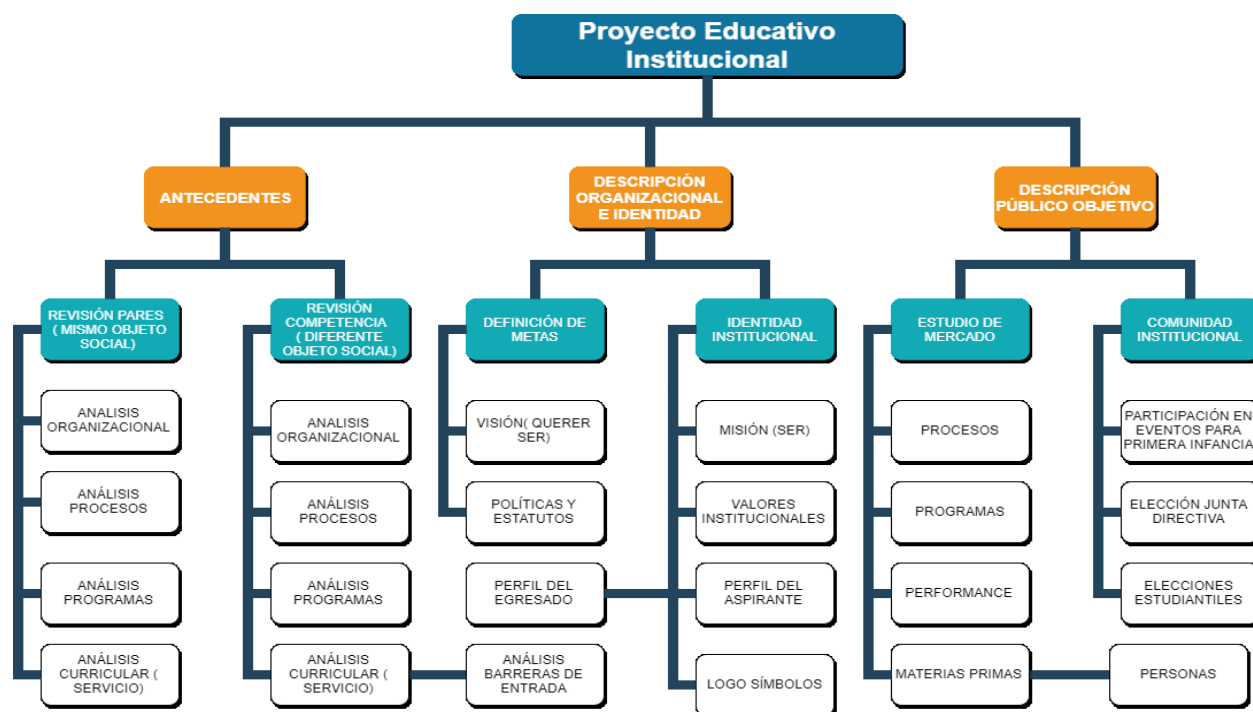 Proyecto Educativo
Institucional
ANTECEDENTES
DESCRIPCIÓN
ORGANIZACIONAL
E IDENTIDAD
DESCRIPCIÓN
PÚBLICO OBJETIVO
REVISIÓN PARES
( MISMO OBJETO
SOCIAL)
REVISIÓN
COMPETENCIA
( DIFERENTE
OBJETO SOCIAL)
DEFINICIÓN DE
METAS
IDENTIDAD
INSTITUCIONAL
ESTUDIO DE
MERCADO
COMUNIDAD
INSTITUCIONAL
ANALISIS
ORGANIZACIONAL
ANALISIS
ORGANIZACIONAL
VISIÓN( QUERER
SER)
MISIÓN (SER)
PROCESOS
PARTICIPACIÓN EN
EVENTOS PARA
PRIMERA INFANCIA
ANÁLISIS
PROCESOS
ANÁLISIS
PROCESOS
POLÍTICAS Y
ESTATUTOS
VALORES
INSTITUCIONALES
PROGRAMAS
ELECCIÓN JUNTA
DIRECTIVA
ANÁLISIS
PROGRAMAS
ANÁLISIS
PROGRAMAS
PERFIL DEL
EGRESADO
PERFIL DEL
ASPIRANTE
PERFORMANCE
ELECCIONES
ESTUDIANTILES
ANÁLISIS
CURRICULAR (
SERVICIO)
ANÁLISIS
CURRICULAR (
SERVICIO)
ANÁLISIS
BARRERAS DE
ENTRADA
LOGO SÍMBOLOS
MATERIAS PRIMAS
PERSONAS